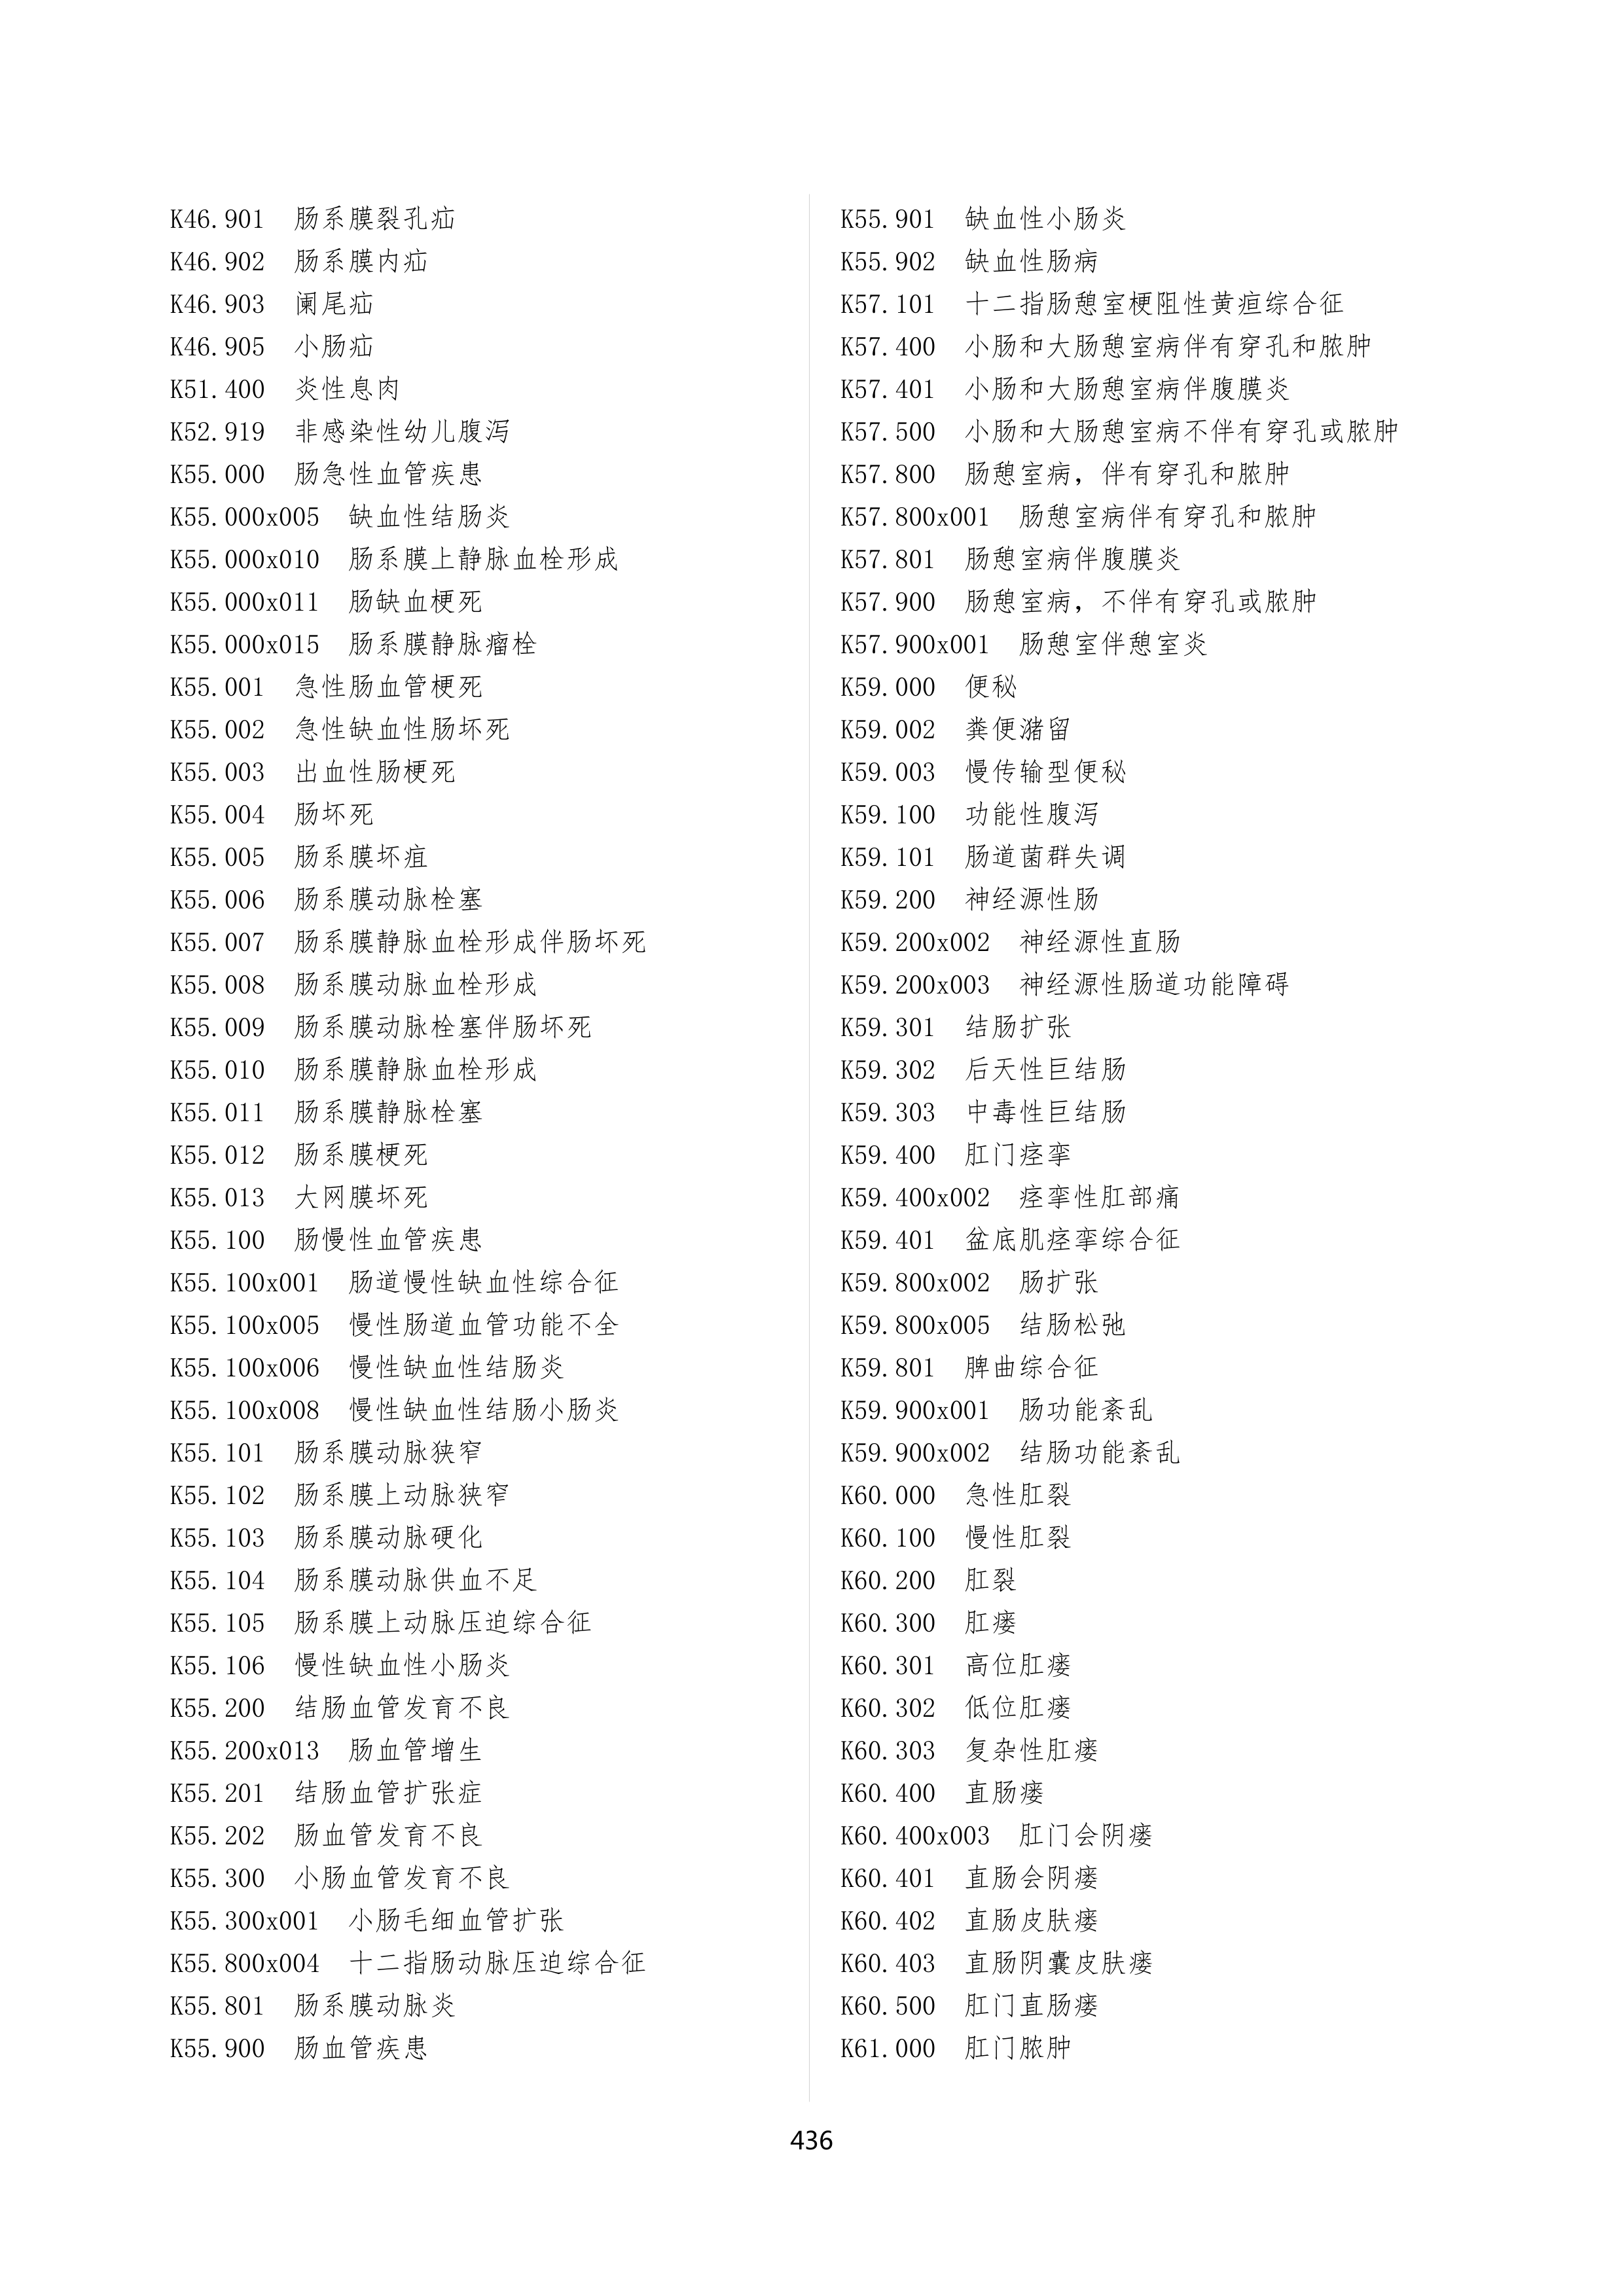 K46.901 肠系膜裂孔疝
K46.902 肠系膜内疝
K46.903 阑尾疝
K46.905 小肠疝
K51.400 炎性息肉
K52.919 非感染性幼儿腹泻
K55.000 肠急性血管疾患
K55.000x005 缺血性结肠炎
K55.000x010 肠系膜上静脉血栓形成
K55.000x011 肠缺血梗死
K55.000x015 肠系膜静脉瘤栓
K55.001 急性肠血管梗死
K55.002 急性缺血性肠坏死
K55.003 出血性肠梗死
K55.004 肠坏死
K55.005 肠系膜坏疽
K55.006 肠系膜动脉栓塞
K55.007 肠系膜静脉血栓形成伴肠坏死
K55.008 肠系膜动脉血栓形成
K55.009 肠系膜动脉栓塞伴肠坏死
K55.010 肠系膜静脉血栓形成
K55.011 肠系膜静脉栓塞
K55.012 肠系膜梗死
K55.013 大网膜坏死
K55.100 肠慢性血管疾患
K55.100x001 肠道慢性缺血性综合征
K55.100x005 慢性肠道血管功能不全
K55.100x006 慢性缺血性结肠炎
K55.100x008 慢性缺血性结肠小肠炎
K55.101 肠系膜动脉狭窄
K55.102 肠系膜上动脉狭窄
K55.103 肠系膜动脉硬化
K55.104 肠系膜动脉供血不足
K55.105 肠系膜上动脉压迫综合征
K55.106 慢性缺血性小肠炎
K55.200 结肠血管发育不良
K55.200x013 肠血管增生
K55.201 结肠血管扩张症
K55.202 肠血管发育不良
K55.300 小肠血管发育不良
K55.300x001 小肠毛细血管扩张
K55.800x004 十二指肠动脉压迫综合征
K55.801 肠系膜动脉炎
K55.900 肠血管疾患
K55.901 缺血性小肠炎
K55.902 缺血性肠病
K57.101 十二指肠憩室梗阻性黄疸综合征
K57.400 小肠和大肠憩室病伴有穿孔和脓肿
K57.401 小肠和大肠憩室病伴腹膜炎
K57.500 小肠和大肠憩室病不伴有穿孔或脓肿
K57.800 肠憩室病，伴有穿孔和脓肿
K57.800x001 肠憩室病伴有穿孔和脓肿
K57.801 肠憩室病伴腹膜炎
K57.900 肠憩室病，不伴有穿孔或脓肿
K57.900x001 肠憩室伴憩室炎
K59.000 便秘
K59.002 粪便潴留
K59.003 慢传输型便秘
K59.100 功能性腹泻
K59.101 肠道菌群失调
K59.200 神经源性肠
K59.200x002 神经源性直肠
K59.200x003 神经源性肠道功能障碍
K59.301 结肠扩张
K59.302 后天性巨结肠
K59.303 中毒性巨结肠
K59.400 肛门痉挛
K59.400x002 痉挛性肛部痛
K59.401 盆底肌痉挛综合征
K59.800x002 肠扩张
K59.800x005 结肠松弛
K59.801 脾曲综合征
K59.900x001 肠功能紊乱
K59.900x002 结肠功能紊乱
K60.000 急性肛裂
K60.100 慢性肛裂
K60.200 肛裂
K60.300 肛瘘
K60.301 高位肛瘘
K60.302 低位肛瘘
K60.303 复杂性肛瘘
K60.400 直肠瘘
K60.400x003 肛门会阴瘘
K60.401 直肠会阴瘘
K60.402 直肠皮肤瘘
K60.403 直肠阴囊皮肤瘘
K60.500 肛门直肠瘘
K61.000 肛门脓肿
436